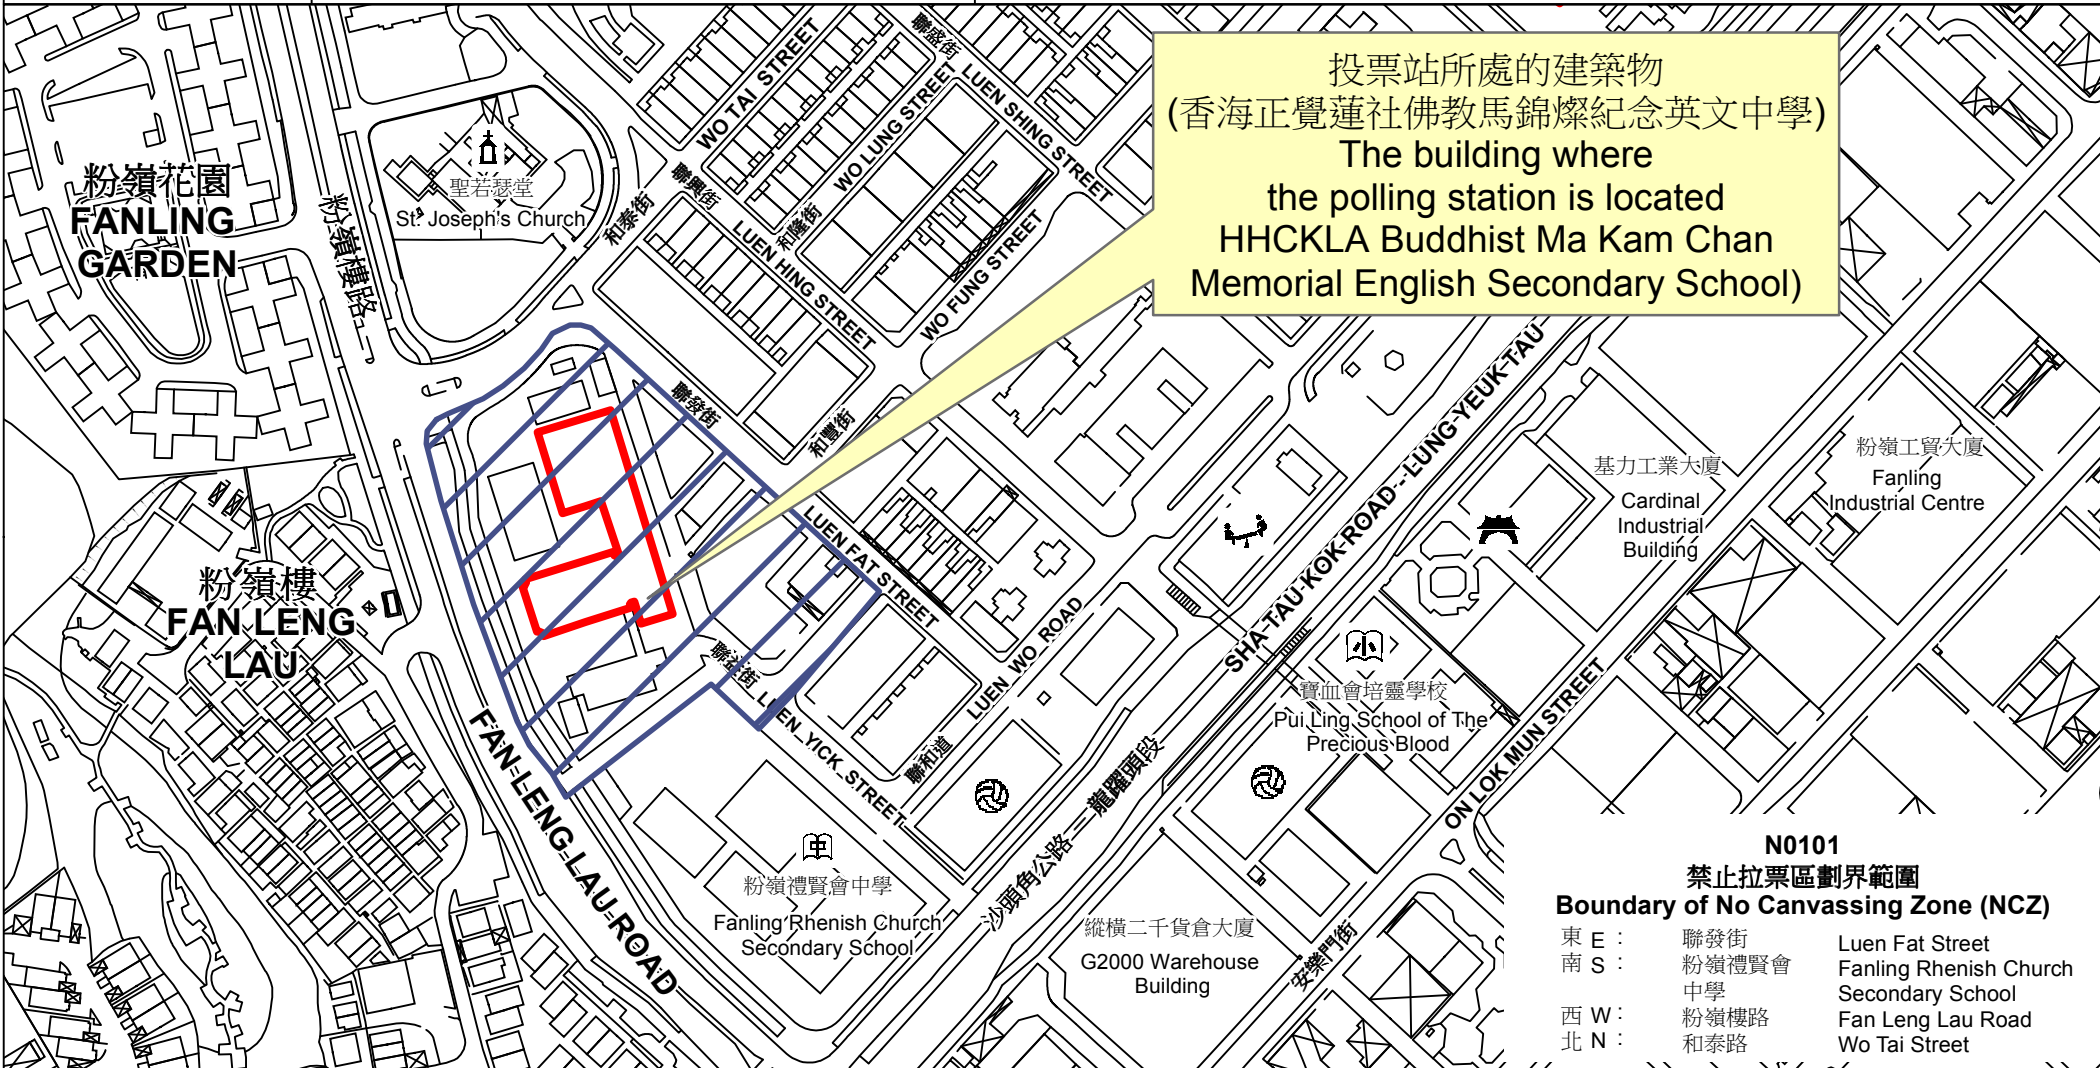 投票站所處的建築物
(香海正覺蓮社佛教馬錦燦紀念英文中學)
The building where
the polling station is located
HHCKLA Buddhist Ma Kam Chan
Memorial English Secondary School)
粉嶺花園
FANLING
GARDEN
粉嶺樓路
聖若瑟堂
St. Joseph's Church
和泰街
WO TAI STREET
聯盛街
LUEN SHING STREET
WO LUNG STREET
和隆街
聯興街
LUEN HING STREET
WO FUNG STREET
和豐街
聯發街
LUEN FAT STREET
粉嶺樓
FAN LENG
LAU
聯益街
LUEN YICK STREET
LUEN WO ROAD
聯和道
FAN LENG LAU ROAD
SHA TAU KOK ROAD - LUNG YEUK TAU
沙頭角公路 - 龍躍頭段
基力工業大廈
Cardinal
Industrial
Building
粉嶺工貿大廈
Fanling
Industrial Centre
小
寶血會培靈學校
Pui Ling School of The
Precious Blood
ON LOK MUN STREET
安樂門街
中
粉嶺禮賢會中學
Fanling Rhenish Church
Secondary School
縱橫二千貨倉大廈
G2000 Warehouse
Building
N0101
禁止拉票區劃界範圍
Boundary of No Canvassing Zone (NCZ)
東 E : 聯發街 Luen Fat Street
南 S : 粉嶺禮賢會 Fanling Rhenish Church
中學 Secondary School
西 W : 粉嶺樓路 Fan Leng Lau Road
北 N : 和泰路 Wo Tai Street